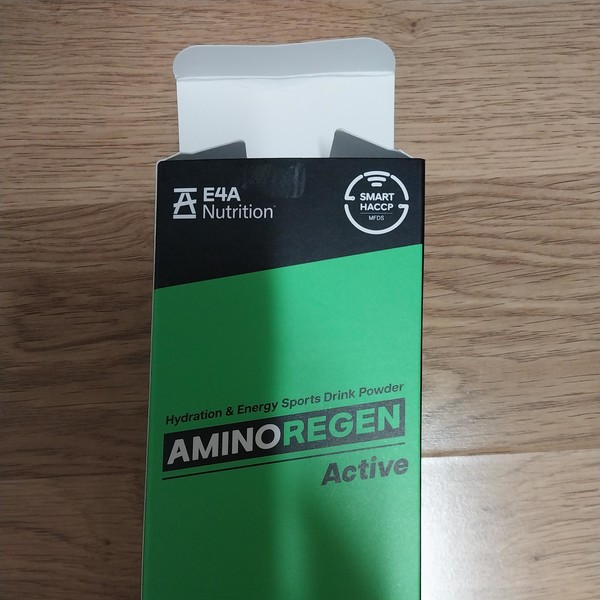 E4A
Nutrition
SMART
HACCP
MFDS
Hydration & Energy Sports Drink Powder
AMINOREGEN
Active